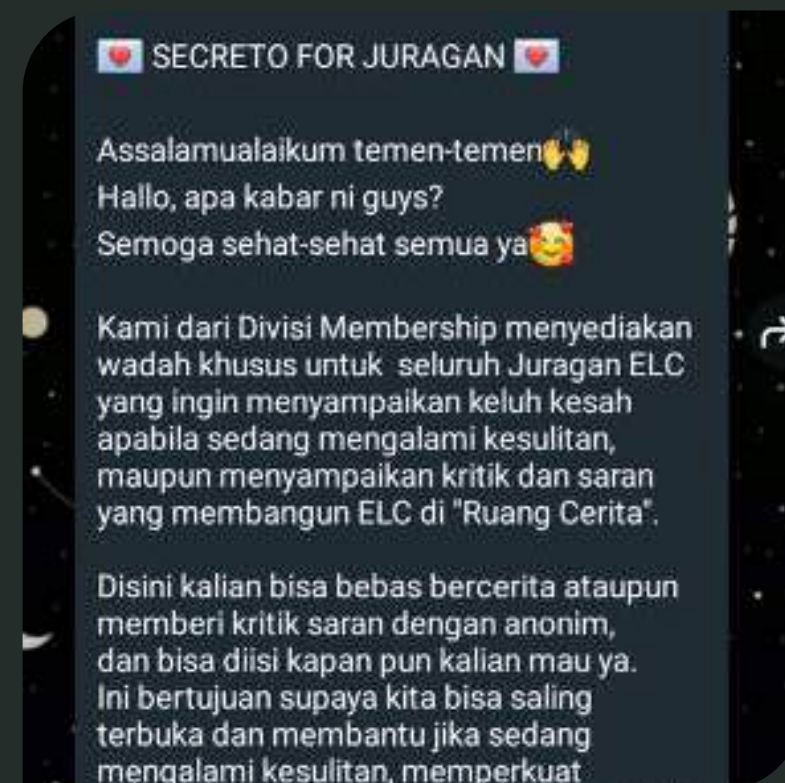 💌 SECRETO FOR JURAGAN 💌
Assalamualaikum temen-temen🙌
Hallo, apa kabar ni guys?
Semoga sehat-sehat semua ya🥰
Kami dari Divisi Membership menyediakan
wadah khusus untuk  seluruh Juragan ELC
yang ingin menyampaikan keluh kesah
apabila sedang mengalami kesulitan,
maupun menyampaikan kritik dan saran
yang membangun ELC di "Ruang Cerita".
Disini kalian bisa bebas bercerita ataupun
memberi kritik saran dengan anonim,
dan bisa diisi kapan pun kalian mau ya.
Ini bertujuan supaya kita bisa saling
terbuka dan membantu jika sedang
mengalami kesulitan, memperkuat